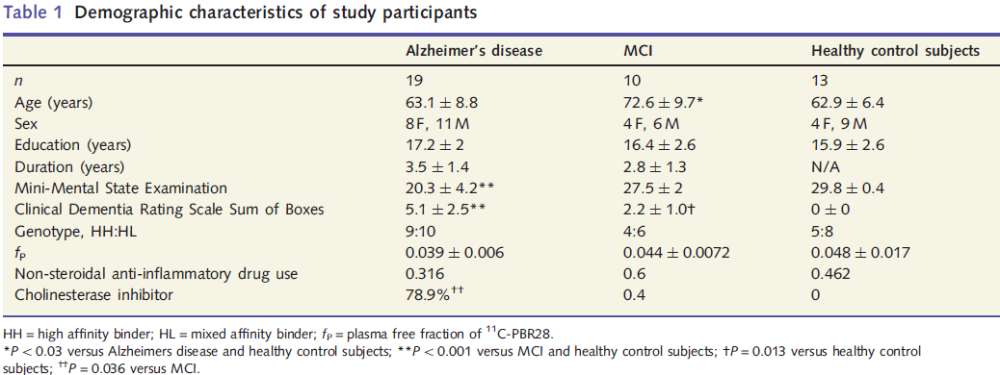 Table 1 Demographic characteristics of study participants
Alzheimer's disease MCI Healthy control subjects
n 19 10 13
Age (years) 63.1 ± 8.8 72.6 ± 9.7* 62.9 ± 6.4
Sex 8 F, 11 M 4 F, 6 M 4 F, 9 M
Education (years) 17.2 ± 2 16.4 ± 2.6 15.9 ± 2.6
Duration (years) 3.5 ± 1.4 2.8 ± 1.3 N/A
Mini-Mental State Examination 20.3 ± 4.2** 27.5 ± 2 29.8 ± 0.4
Clinical Dementia Rating Scale Sum of Boxes 5.1 ± 2.5** 2.2 ± 1.0† 0 ± 0
Genotype, HH:HL 9:10 4:6 5:8
fP 0.039 ± 0.006 0.044 ± 0.0072 0.048 ± 0.017
Non-steroidal anti-inflammatory drug use 0.316 0.6 0.462
Cholinesterase inhibitor 78.9%†† 0.4 0
HH = high affinity binder; HL = mixed affinity binder; fP = plasma free fraction of 11C-PBR28.
*P < 0.03 versus Alzheimers disease and healthy control subjects; **P < 0.001 versus MCI and healthy control subjects; †P = 0.013 versus healthy control
subjects; ††P = 0.036 versus MCI.